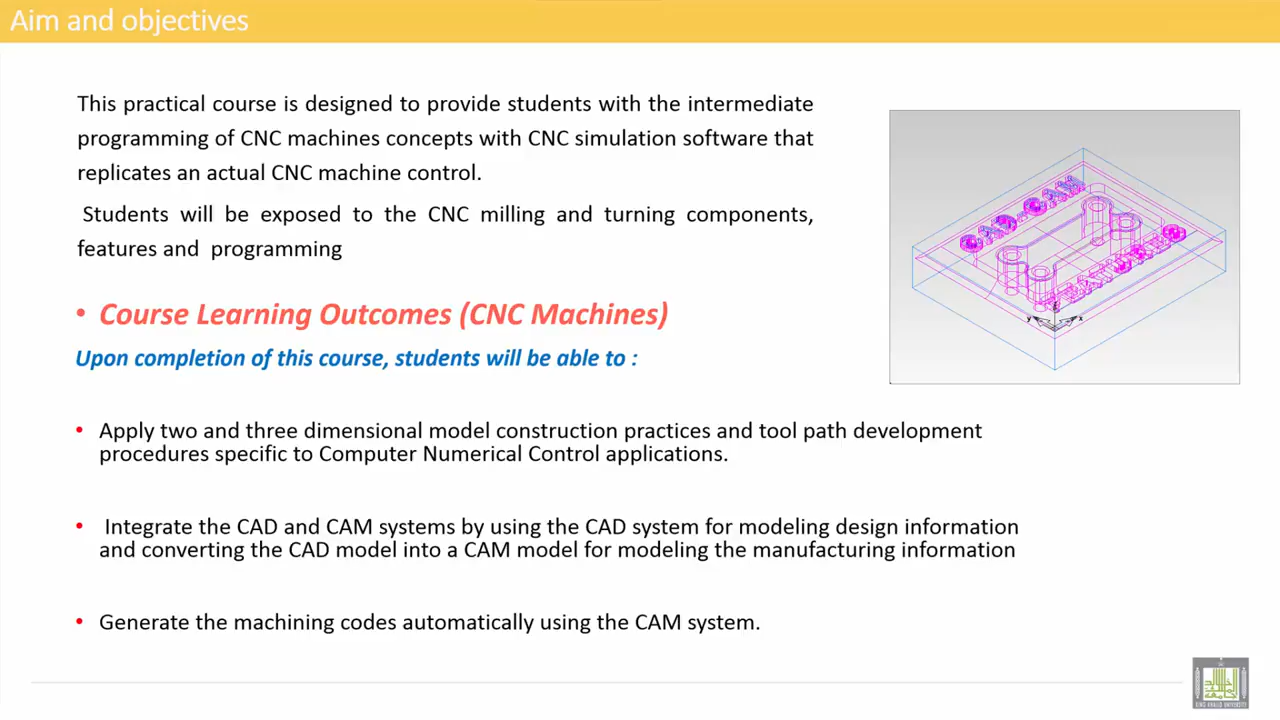 Aim and objectives
This practical course is designed to provide students with the intermediate
programming of CNC machines concepts with CNC simulation software that
replicates an actual CNC machine control.
Students will be exposed to the CNC milling and turning components,
features and programming
• Course Learning Outcomes (CNC Machines)
Upon completion of this course, students will be able to :
• Apply two and three dimensional model construction practices and tool path development
procedures specific to Computer Numerical Control applications.
• Integrate the CAD and CAM systems by using the CAD system for modeling design information
and converting the CAD model into a CAM model for modeling the manufacturing information
• Generate the machining codes automatically using the CAM system.
CAD-CAM
Y X
KING KHALID UNIVERSITY